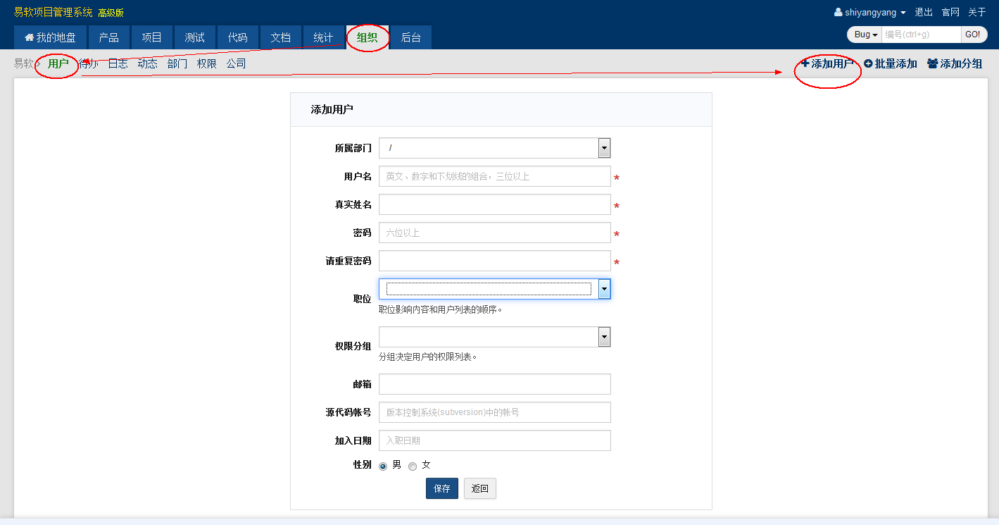 易软项目管理系统 高级版 shiyangyang 退出 官网 关于
我的地盘 产品 项目 测试 代码 文档 统计 组织 后台 Bug 编号(ctrl+g) GO!
易软 用户 待办 日志 动态 部门 权限 公司 添加用户 批量添加 添加分组
添加用户
所属部门 /
用户名 英文、数字和下划线的组合，三位以上 *
真实姓名 *
密码 六位以上 *
请重复密码 *
职位
职位影响内容和用户列表的顺序。
权限分组
分组决定用户的权限列表。
邮箱
源代码帐号 版本控制系统(subversion)中的帐号
加入日期 入职日期
性别 男 女
保存 返回